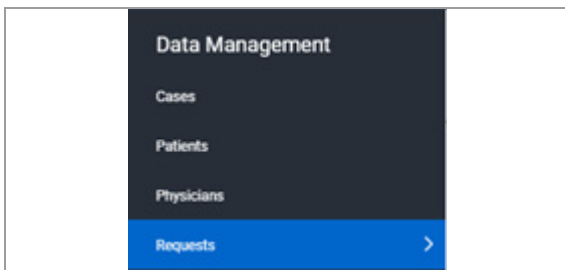 Data Management
Cases
Patients
Physicians
Requests